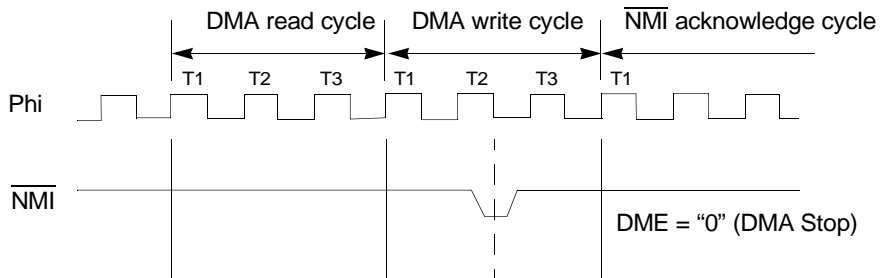 DMA read cycle DMA write cycle NMI acknowledge cycle
T1 T2 T3 T1 T2 T3 T1
Phi
NMI
DME = “0” (DMA Stop)